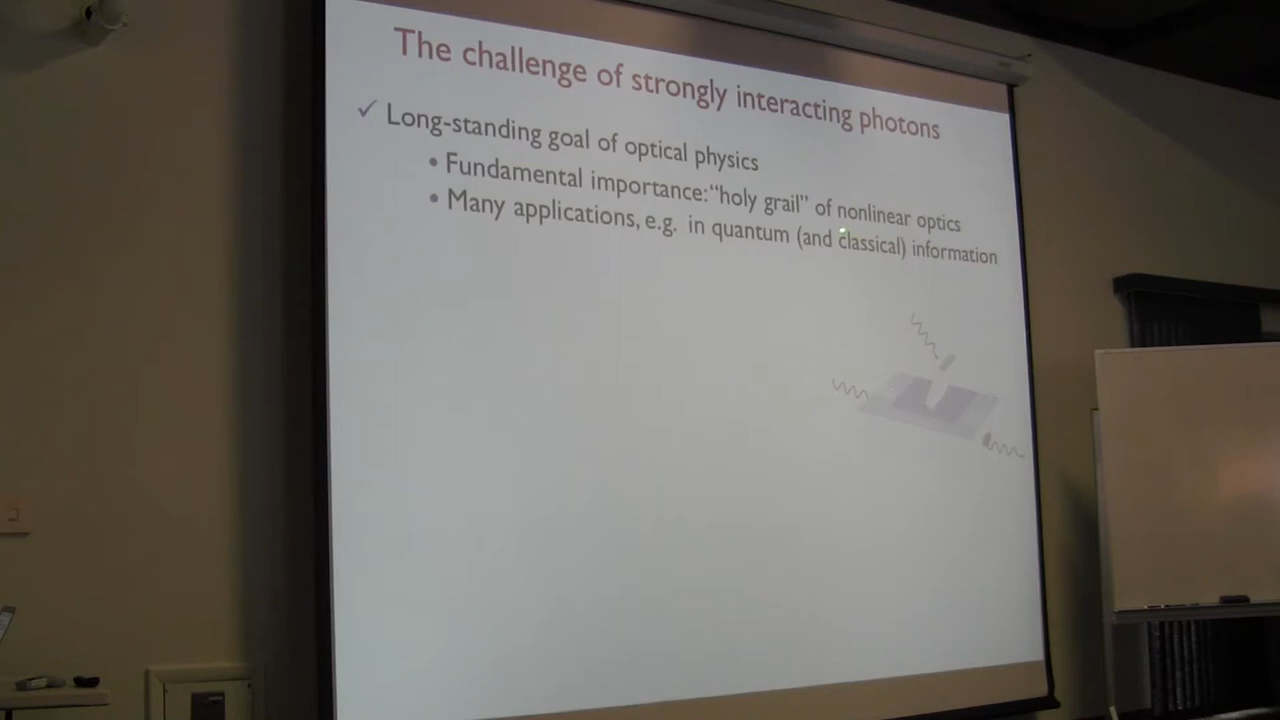 The challenge of strongly interacting photons
✓ Long-standing goal of optical physics
• Fundamental importance: “holy grail” of nonlinear optics
• Many applications, e.g. in quantum (and classical) information